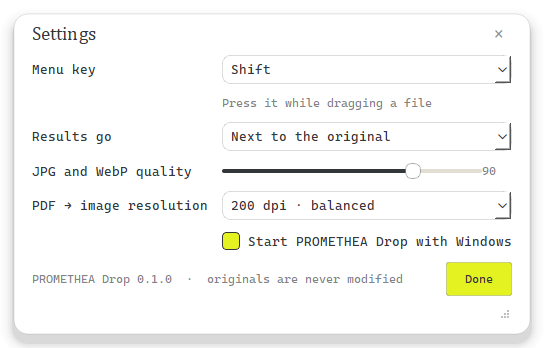 Settings ×
Menu key Shift
Press it while dragging a file
Results go Next to the original
JPG and WebP quality 90
PDF → image resolution 200 dpi · balanced
Start PROMETHEA Drop with Windows
PROMETHEA Drop 0.1.0 · originals are never modified Done